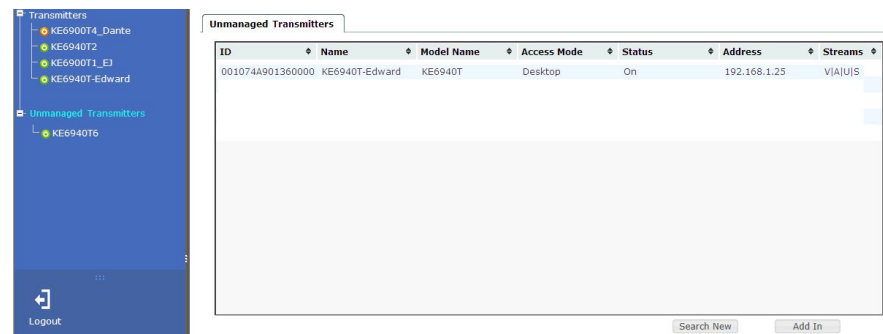 Transmitters
KE6900T4_Dante
KE6940T2
KE6900T1_EJ
KE6940T-Edward
Unmanaged Transmitters
KE6940T6
Logout
Unmanaged Transmitters
ID Name Model Name Access Mode Status Address Streams
001074A901360000 KE6940T-Edward KE6940T Desktop On 192.168.1.25 V|A|U|S
Search New Add In